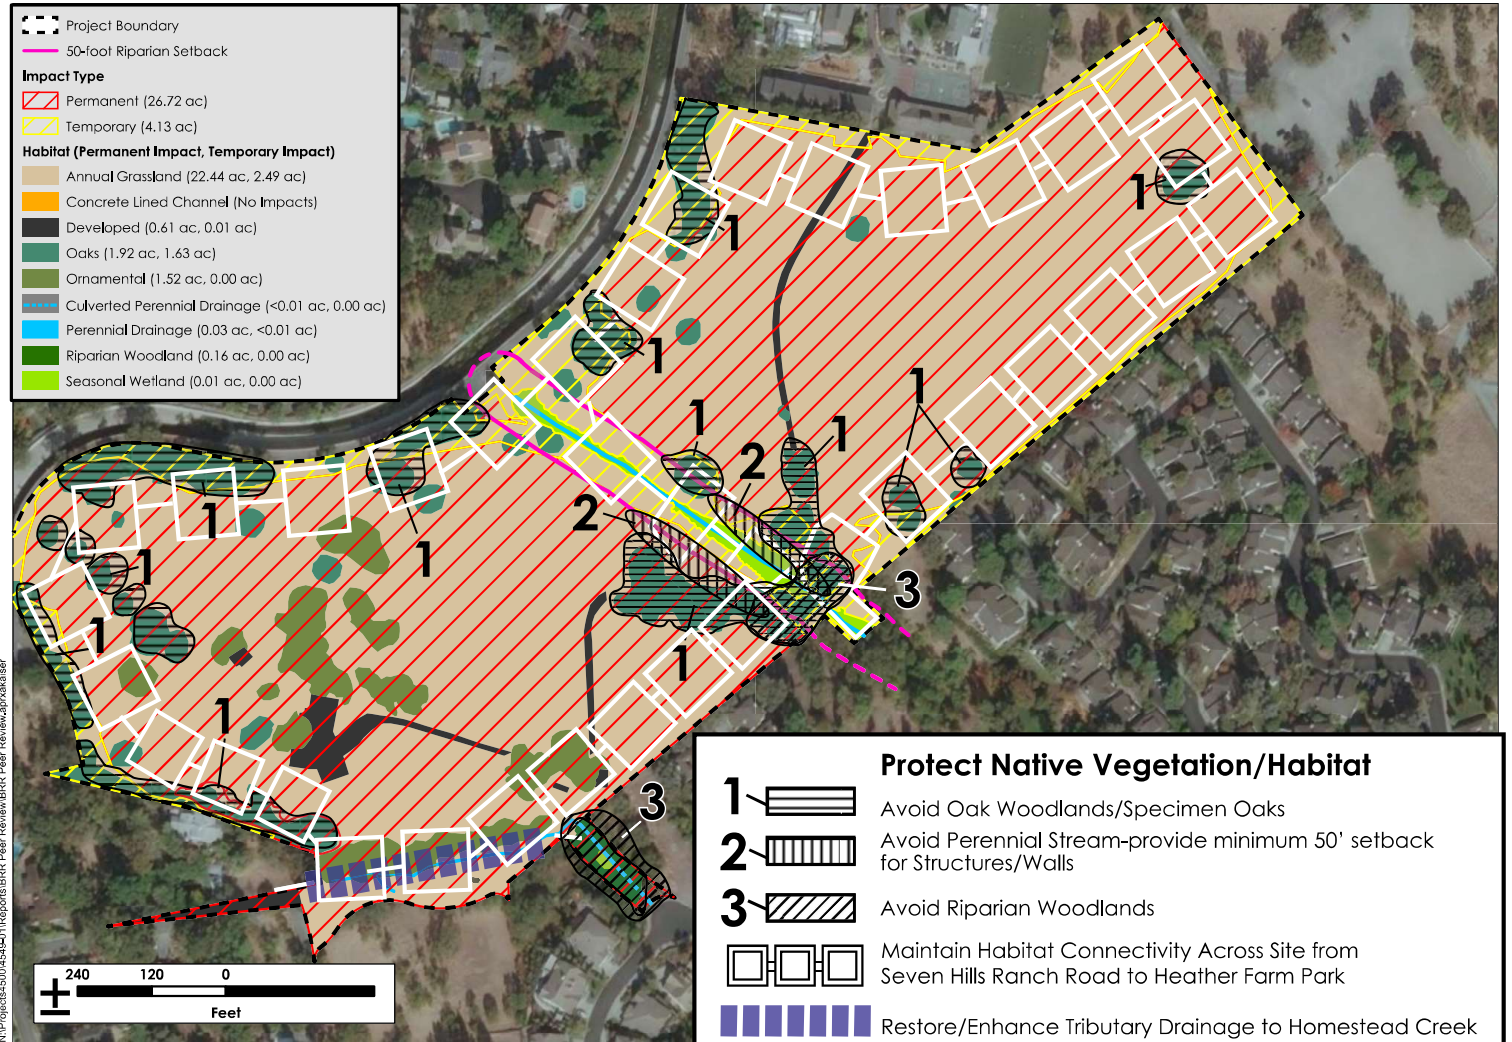 Project Boundary
50-foot Riparian Setback
Impact Type
Permanent (26.72 ac)
Temporary (4.13 ac)
Habitat (Permanent Impact, Temporary Impact)
Annual Grassland (22.44 ac, 2.49 ac)
Concrete Lined Channel (No Impacts)
Developed (0.61 ac, 0.01 ac)
Oaks (1.92 ac, 1.63 ac)
Ornamental (1.52 ac, 0.00 ac)
Culverted Perennial Drainage (<0.01 ac, 0.00 ac)
Perennial Drainage (0.03 ac, <0.01 ac)
Riparian Woodland (0.16 ac, 0.00 ac)
Seasonal Wetland (0.01 ac, 0.00 ac)
1
1
1
1
1
1
2
2
1
1
1
3
1
1
1
3
Protect Native Vegetation/Habitat
1 Avoid Oak Woodlands/Specimen Oaks
2 Avoid Perennial Stream-provide minimum 50' setback
for Structures/Walls
3 Avoid Riparian Woodlands
Maintain Habitat Connectivity Across Site from
Seven Hills Ranch Road to Heather Farm Park
Restore/Enhance Tributary Drainage to Homestead Creek
240 120 0
Feet